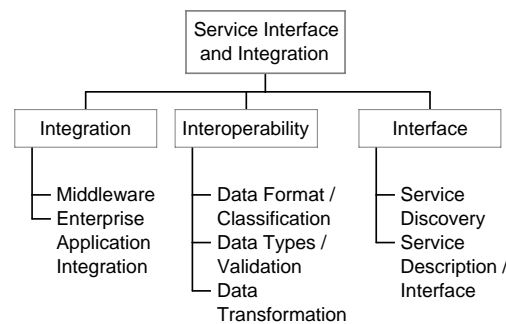 Service Interface
and Integration
Integration
Interoperability
Interface
Middleware
Enterprise
Application
Integration
Data Format /
Classification
Data Types /
Validation
Data
Transformation
Service
Discovery
Service
Description /
Interface